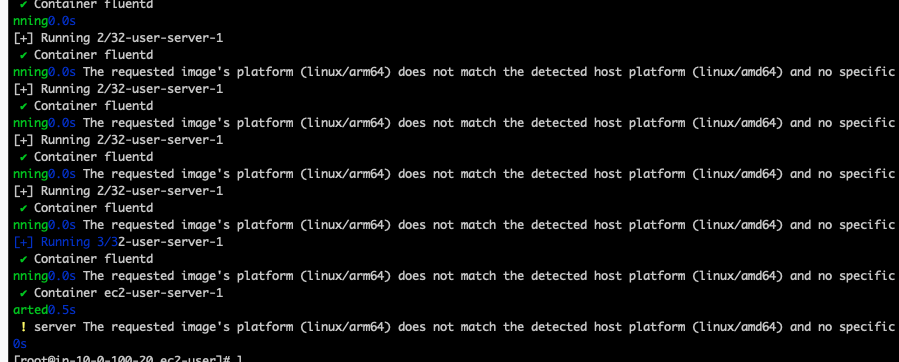 ✔ Container fluentd
nning0.0s
[+] Running 2/32-user-server-1
✔ Container fluentd
nning0.0s The requested image's platform (linux/arm64) does not match the detected host platform (linux/amd64) and no specific
[+] Running 2/32-user-server-1
✔ Container fluentd
nning0.0s The requested image's platform (linux/arm64) does not match the detected host platform (linux/amd64) and no specific
[+] Running 2/32-user-server-1
✔ Container fluentd
nning0.0s The requested image's platform (linux/arm64) does not match the detected host platform (linux/amd64) and no specific
[+] Running 2/32-user-server-1
✔ Container fluentd
nning0.0s The requested image's platform (linux/arm64) does not match the detected host platform (linux/amd64) and no specific
[+] Running 3/32-user-server-1
✔ Container fluentd
nning0.0s The requested image's platform (linux/arm64) does not match the detected host platform (linux/amd64) and no specific
✔ Container ec2-user-server-1
arted0.5s
! server The requested image's platform (linux/arm64) does not match the detected host platform (linux/amd64) and no specific
0s
[root@ip-10-0-100-20 ec2-user]#